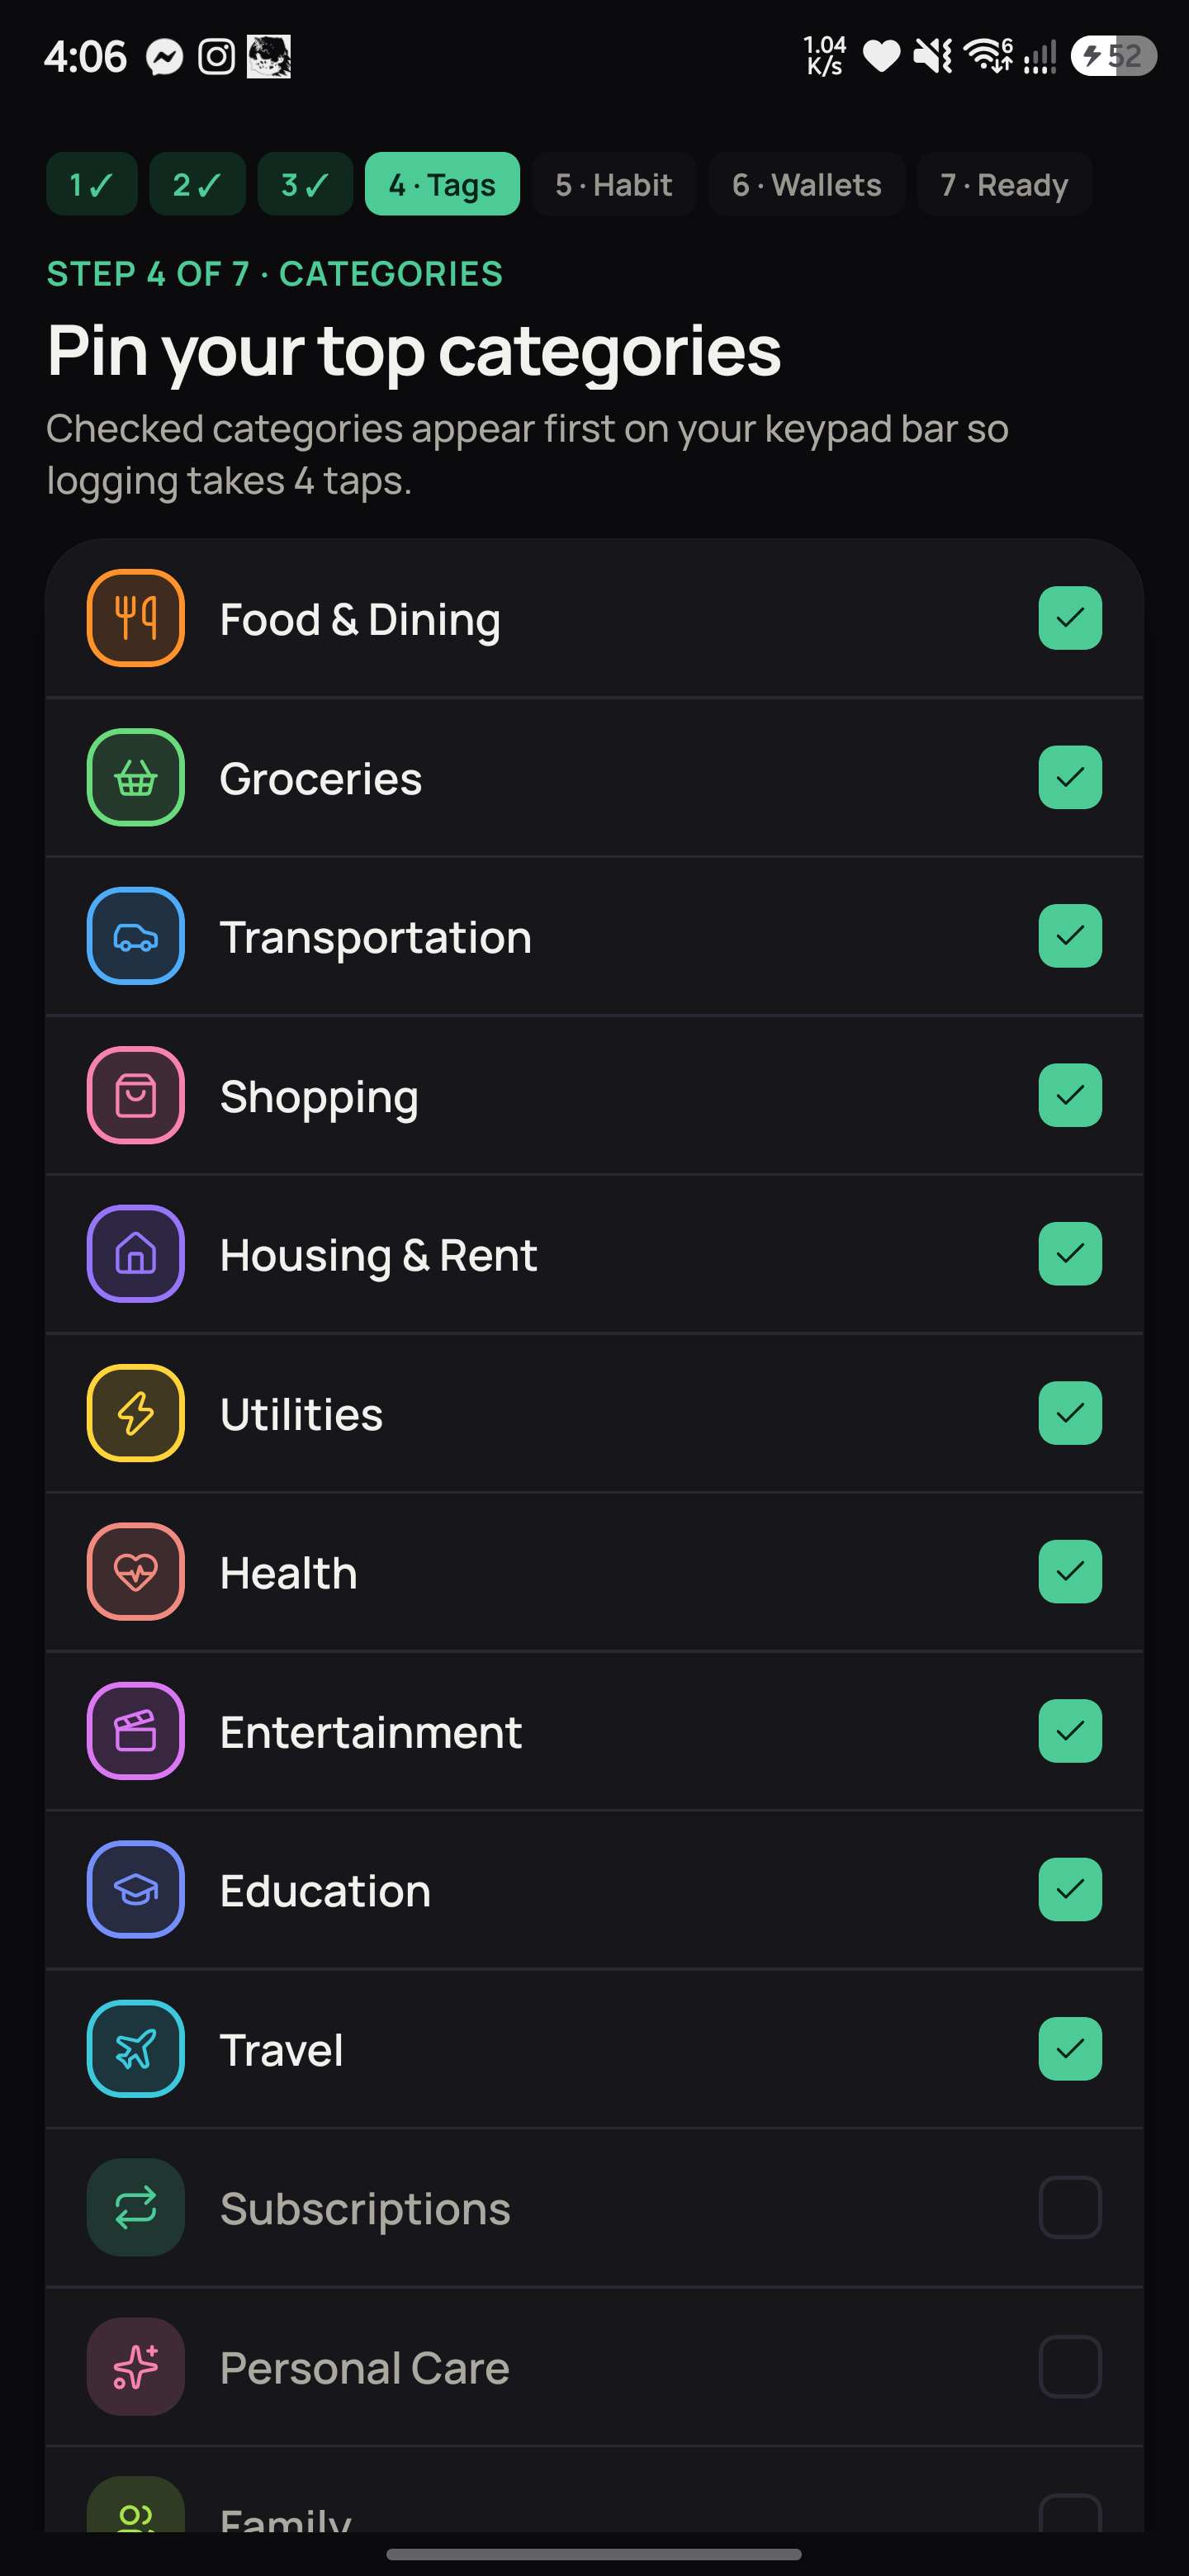 4:06
1.04
K/s
6
52
1 ✓
2 ✓
3 ✓
4 · Tags
5 · Habit
6 · Wallets
7 · Ready
STEP 4 OF 7 · CATEGORIES
Pin your top categories
Checked categories appear first on your keypad bar so
logging takes 4 taps.
Food & Dining
Groceries
Transportation
Shopping
Housing & Rent
Utilities
Health
Entertainment
Education
Travel
Subscriptions
Personal Care
Family